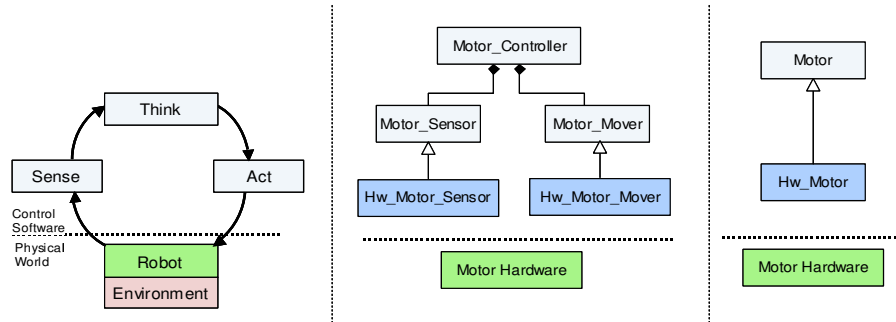 Think
Sense
Act
Control
Software
Physical
World
Robot
Environment
Motor_Controller
Motor_Sensor
Motor_Mover
Hw_Motor_Sensor
Hw_Motor_Mover
Motor Hardware
Motor
Hw_Motor
Motor Hardware